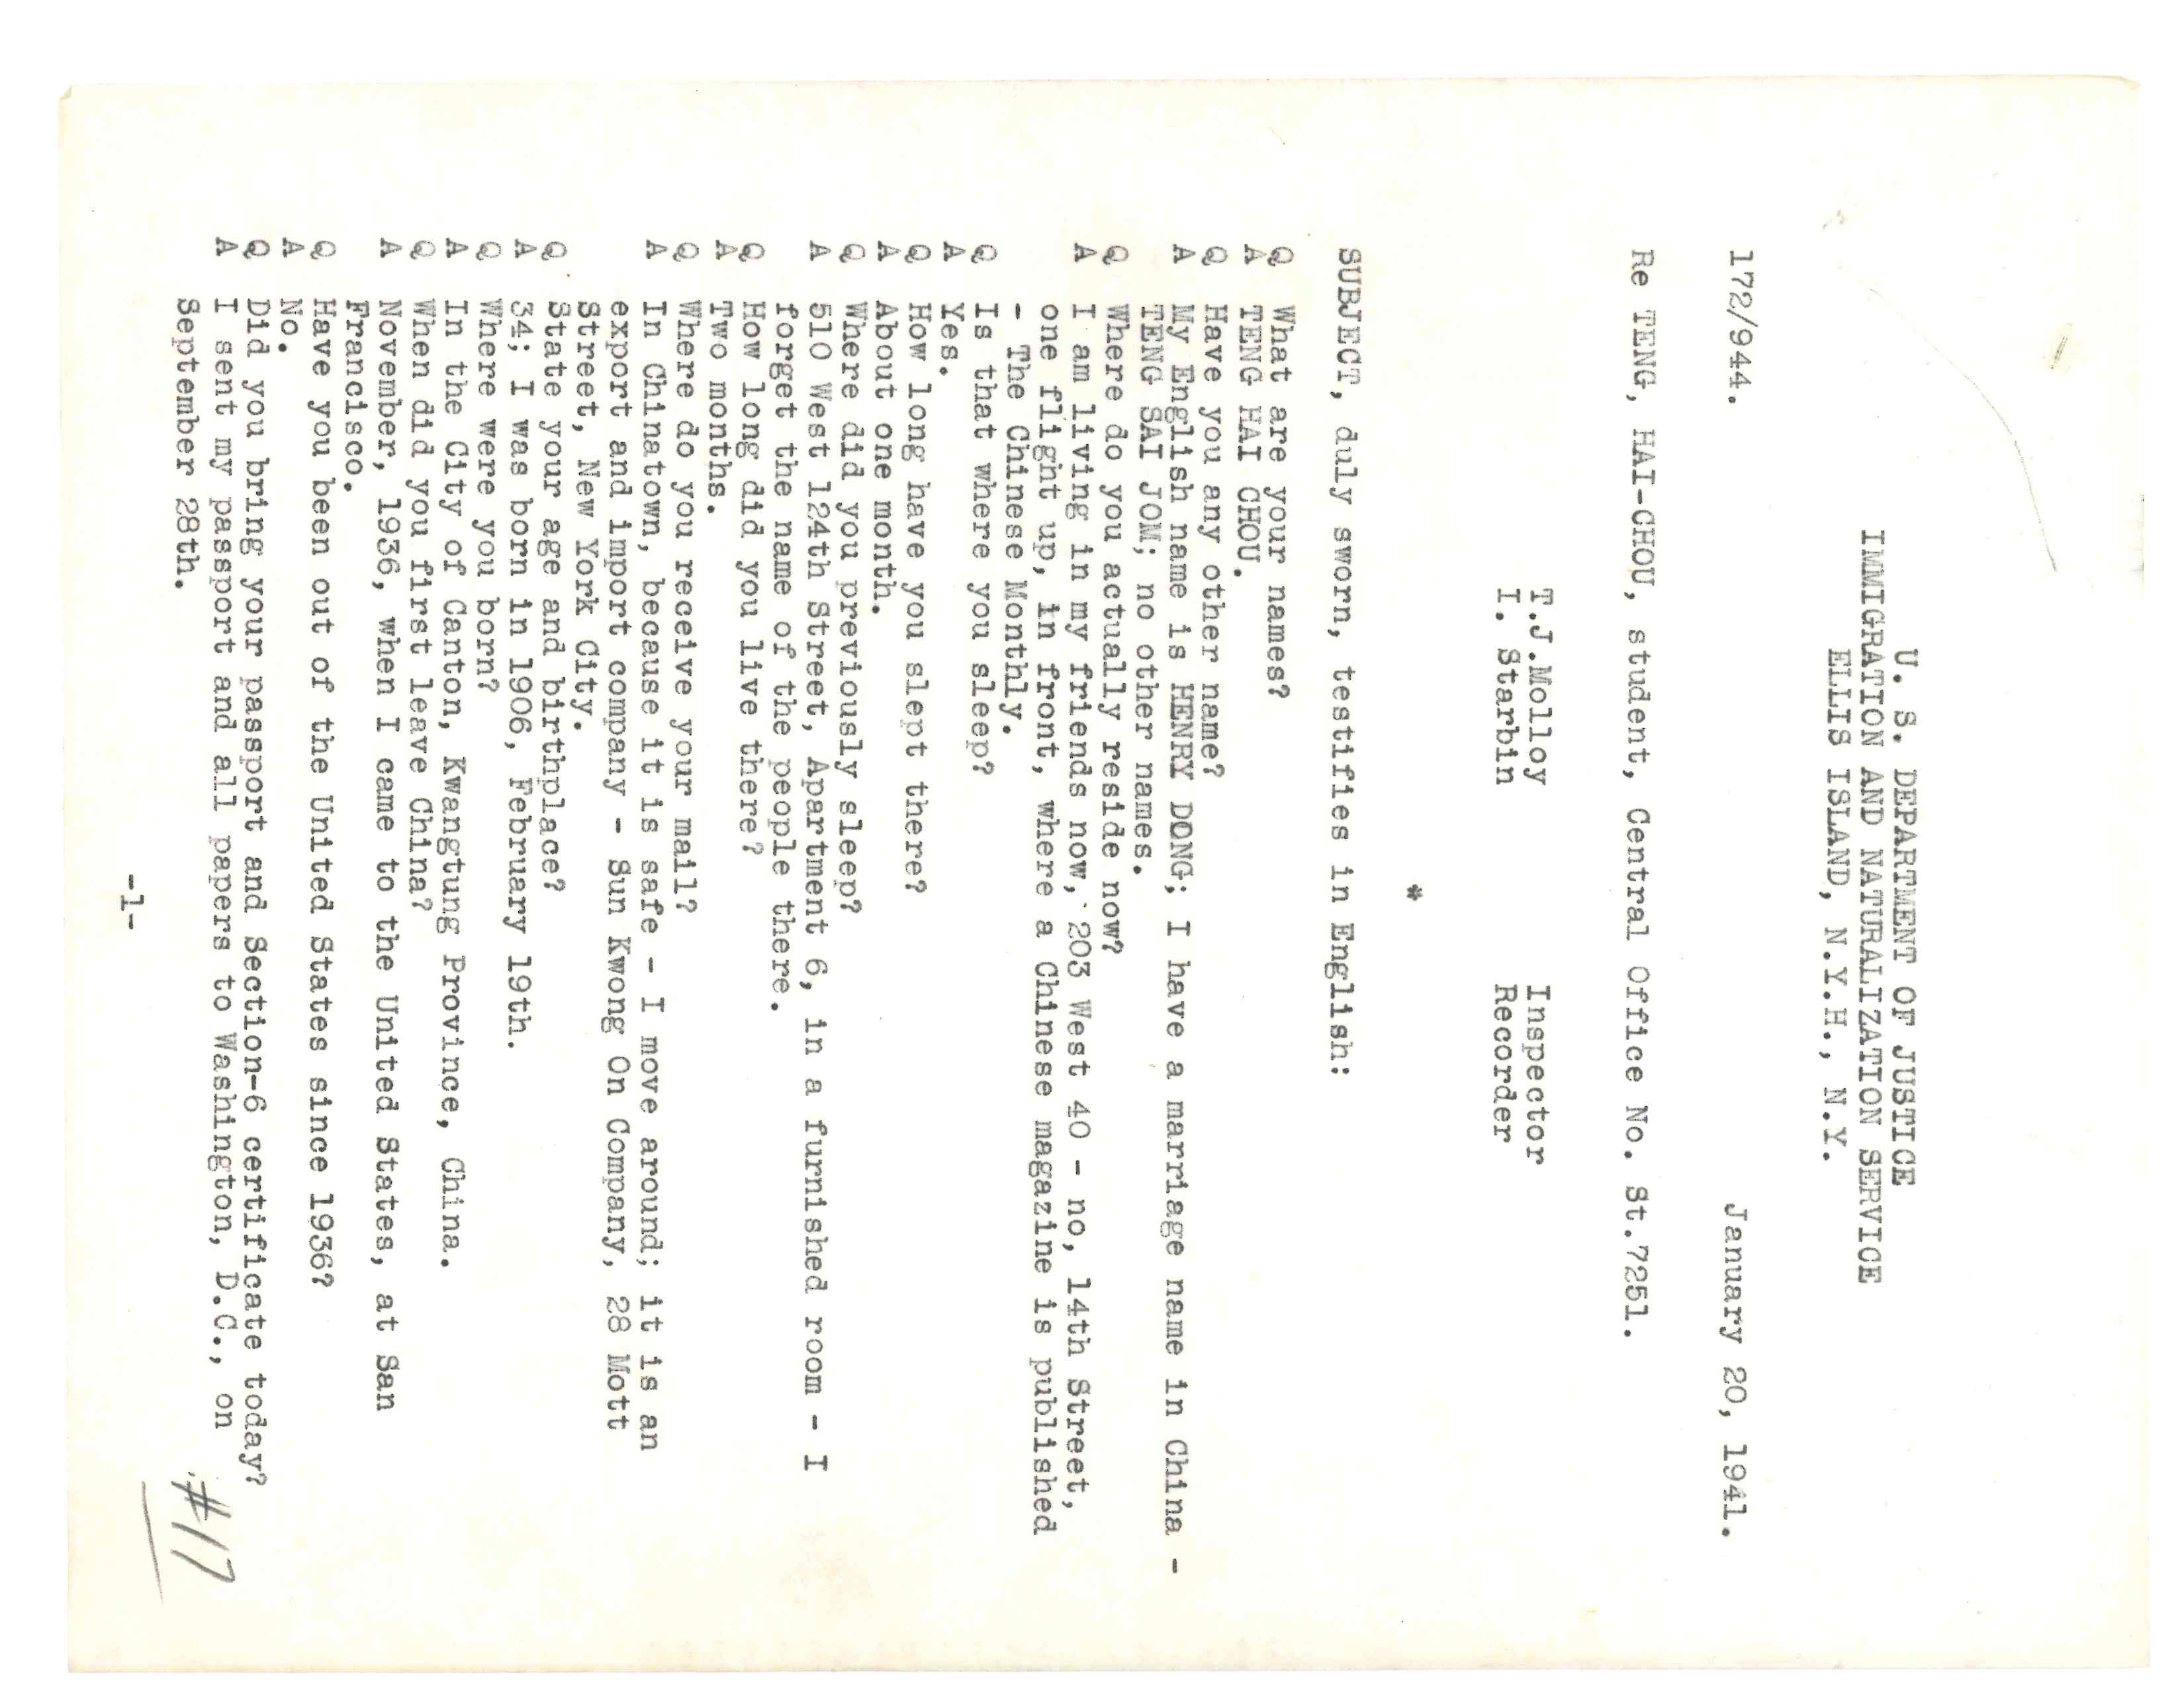 U. S. DEPARTMENT OF JUSTICE
IMMIGRATION AND NATURALIZATION SERVICE
ELLIS ISLAND, N.Y.H., N.Y.
172/944. January 20, 1941.
Re TENG, HAI-CHOU, student, Central Office No. St.7251.
T.J.Molloy Inspector
I. Starbin Recorder
*
SUBJECT, duly sworn, testifies in English:
Q What are your names?
A TENG HAI CHOU.
Q Have you any other name?
A My English name is HENRY DONG; I have a marriage name in China -
TENG SAI JOM; no other names.
Q Where do you actually reside now?
A I am living in my friends now, 203 West 40 - no, 14th Street,
one flight up, in front, where a Chinese magazine is published
- The Chinese Monthly.
Q Is that where you sleep?
A Yes.
Q How long have you slept there?
A About one month.
Q Where did you previously sleep?
A 510 West 124th Street, Apartment 6, in a furnished room - I
forget the name of the people there.
Q How long did you live there?
A Two months.
Q Where do you receive your mail?
A In Chinatown, because it is safe - I move around; it is an
export and import company - Sun Kwong On Company, 28 Mott
Street, New York City.
Q State your age and birthplace?
A 34; I was born in 1906, February 19th.
Q Where were you born?
A In the City of Canton, Kwangtung Province, China.
Q When did you first leave China?
A November, 1936, when I came to the United States, at San
Francisco.
Q Have you been out of the United States since 1936?
A No.
Q Did you bring your passport and Section-6 certificate today?
A I sent my passport and all papers to Washington, D.C., on
September 28th.
#17
-1-